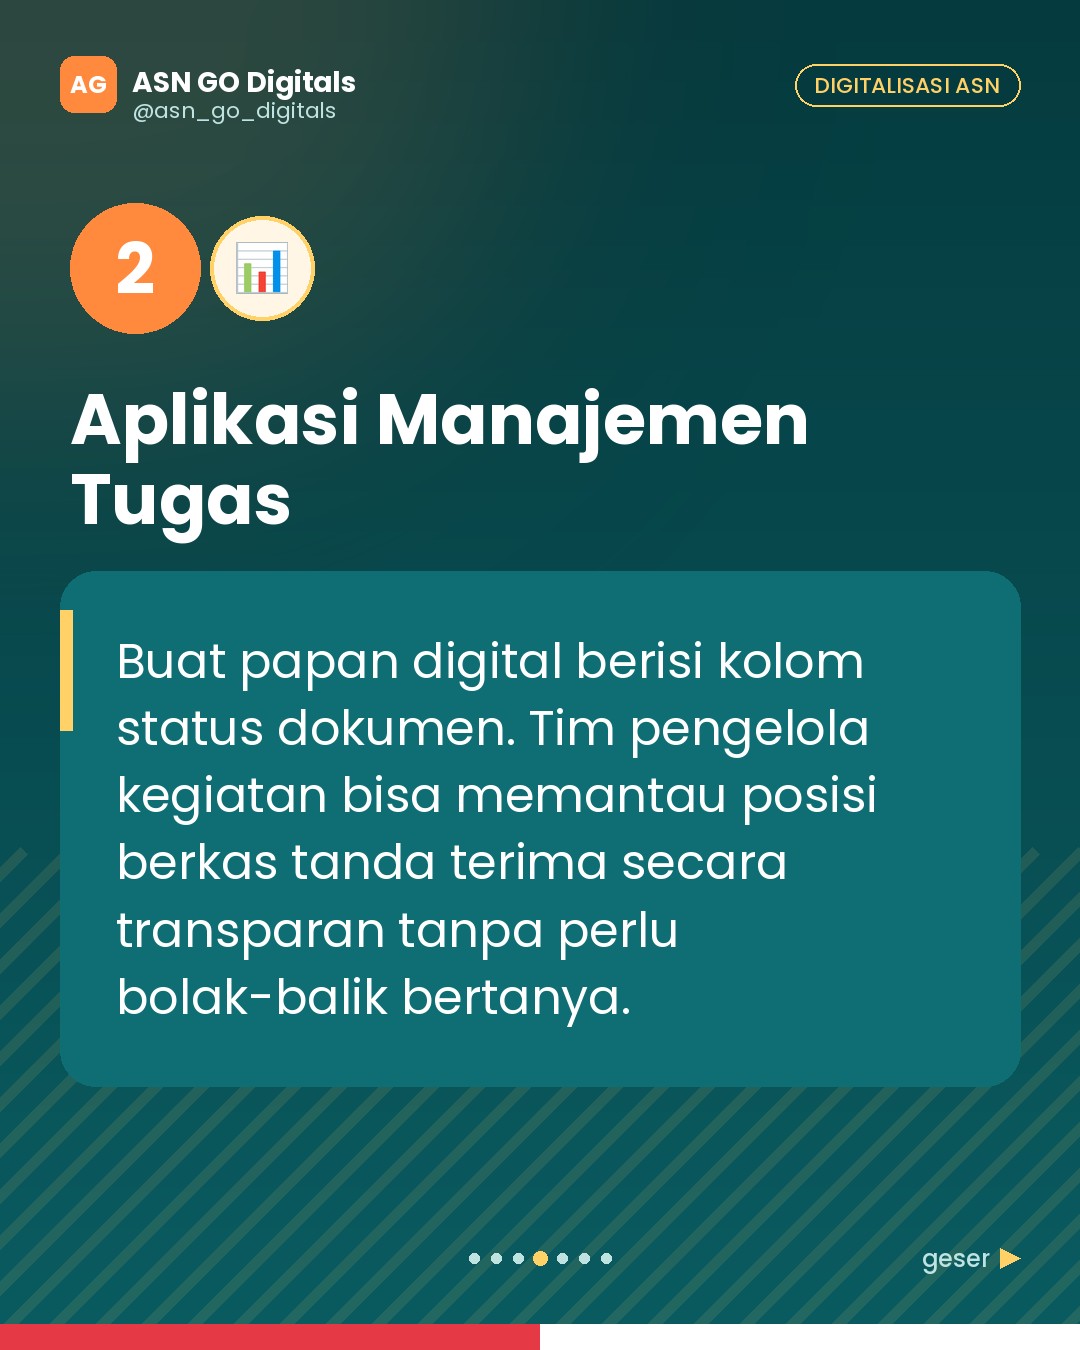 AG
ASN GO Digitals
@asn_go_digitals
DIGITALISASI ASN
2
Aplikasi Manajemen
Tugas
Buat papan digital berisi kolom
status dokumen. Tim pengelola
kegiatan bisa memantau posisi
berkas tanda terima secara
transparan tanpa perlu
bolak-balik bertanya.
geser